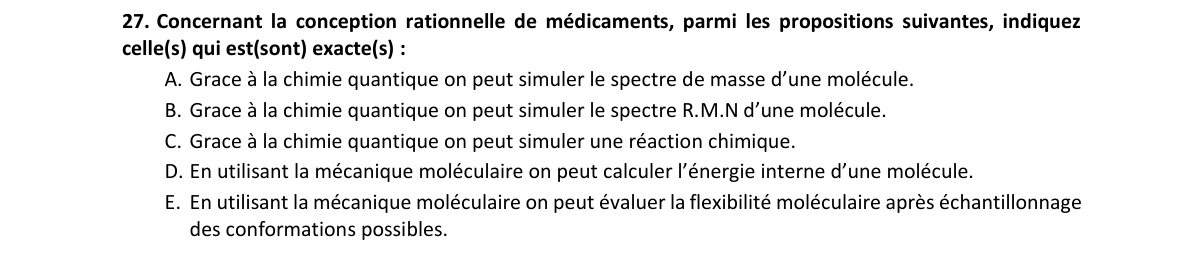 27. Concernant la conception rationnelle de médicaments, parmi les propositions suivantes, indiquez
celle(s) qui est(sont) exacte(s) :
A. Grace à la chimie quantique on peut simuler le spectre de masse d’une molécule.
B. Grace à la chimie quantique on peut simuler le spectre R.M.N d’une molécule.
C. Grace à la chimie quantique on peut simuler une réaction chimique.
D. En utilisant la mécanique moléculaire on peut calculer l’énergie interne d’une molécule.
E. En utilisant la mécanique moléculaire on peut évaluer la flexibilité moléculaire après échantillonnage
des conformations possibles.